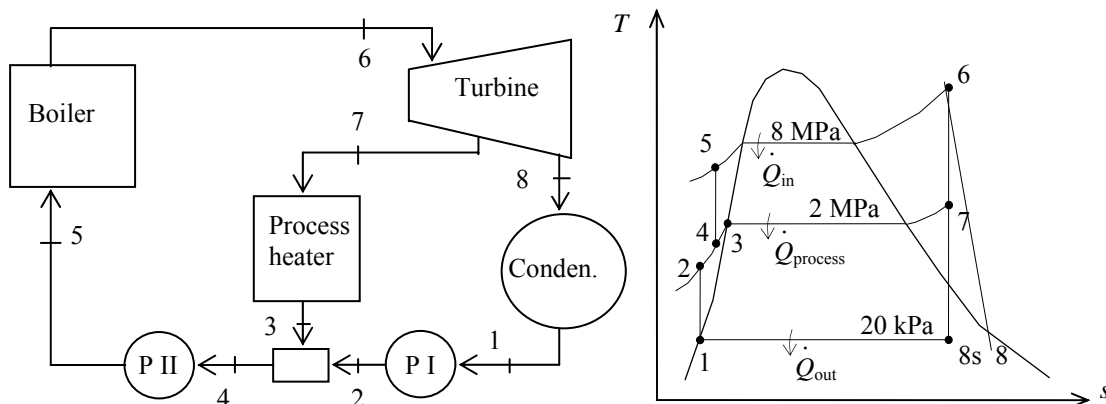 6
Boiler
Turbine
7
8
5
Process
heater
Conden.
3
1
P II
P I
4
2
T
6
8 MPa
5
Q̇in
2 MPa
7
4
3
2
Q̇process
20 kPa
1
8s
8
Q̇out
s